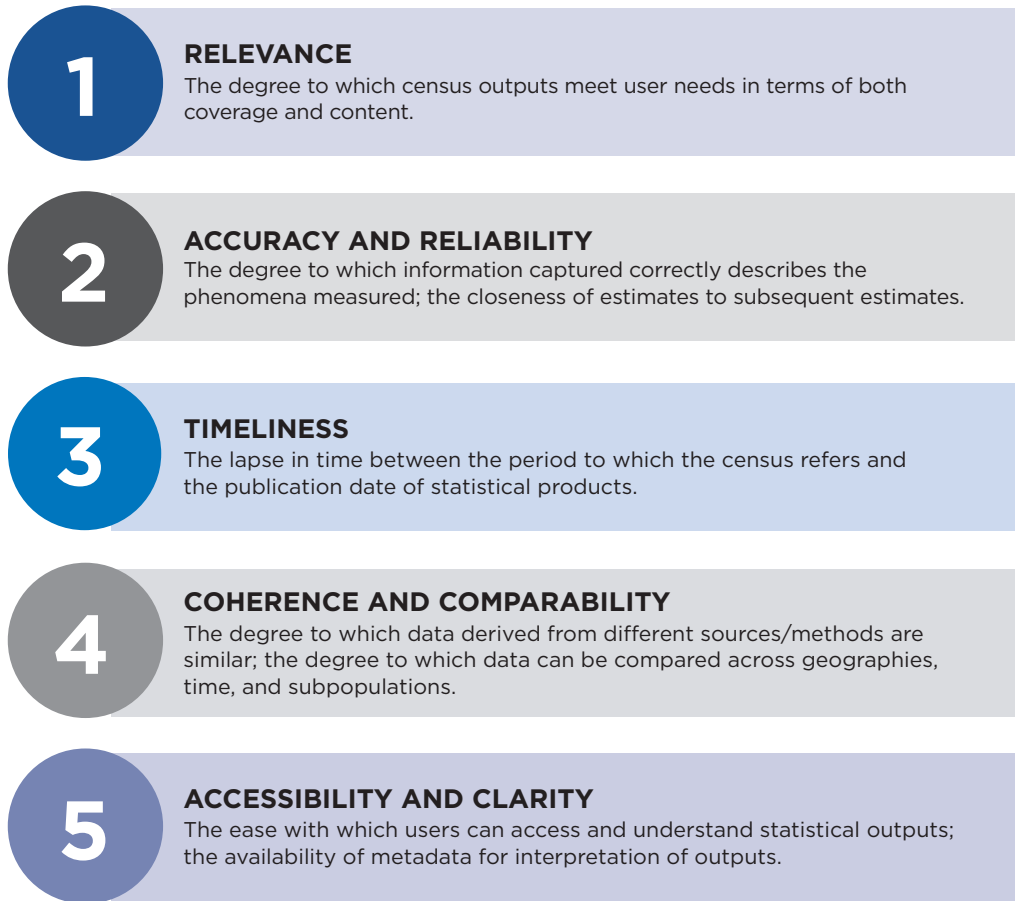 1
RELEVANCE
The degree to which census outputs meet user needs in terms of both
coverage and content.
2
ACCURACY AND RELIABILITY
The degree to which information captured correctly describes the
phenomena measured; the closeness of estimates to subsequent estimates.
3
TIMELINESS
The lapse in time between the period to which the census refers and
the publication date of statistical products.
4
COHERENCE AND COMPARABILITY
The degree to which data derived from different sources/methods are
similar; the degree to which data can be compared across geographies,
time, and subpopulations.
5
ACCESSIBILITY AND CLARITY
The ease with which users can access and understand statistical outputs;
the availability of metadata for interpretation of outputs.